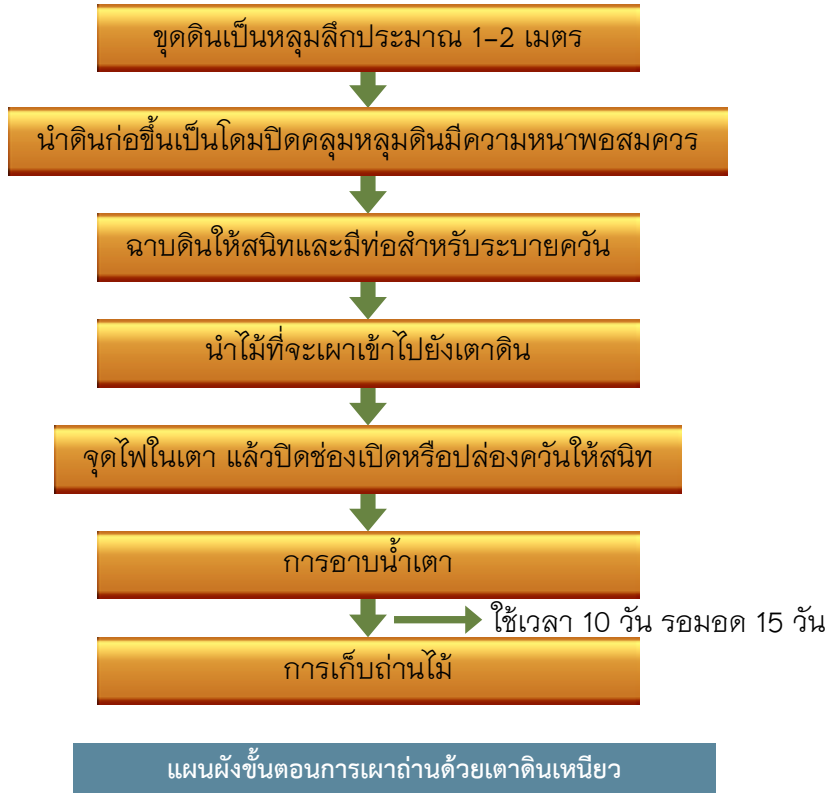 ขุดดินเป็นหลุมลึกประมาณ 1-2 เมตร
นำดินก่อขึ้นเป็นโดมปิดคลุมหลุมดินมีความหนาพอสมควร
ฉาบดินให้สนิทและมีท่อสำหรับระบายควัน
นำไม้ที่จะเผาเข้าไปยังเตาดิน
จุดไฟในเตา แล้วปิดช่องเปิดหรือปล่องควันให้สนิท
การอาบน้ำเตา
ใช้เวลา 10 วัน รอมอด 15 วัน
การเก็บถ่านไม้
แผนผังขั้นตอนการเผาถ่านด้วยเตาดินเหนียว